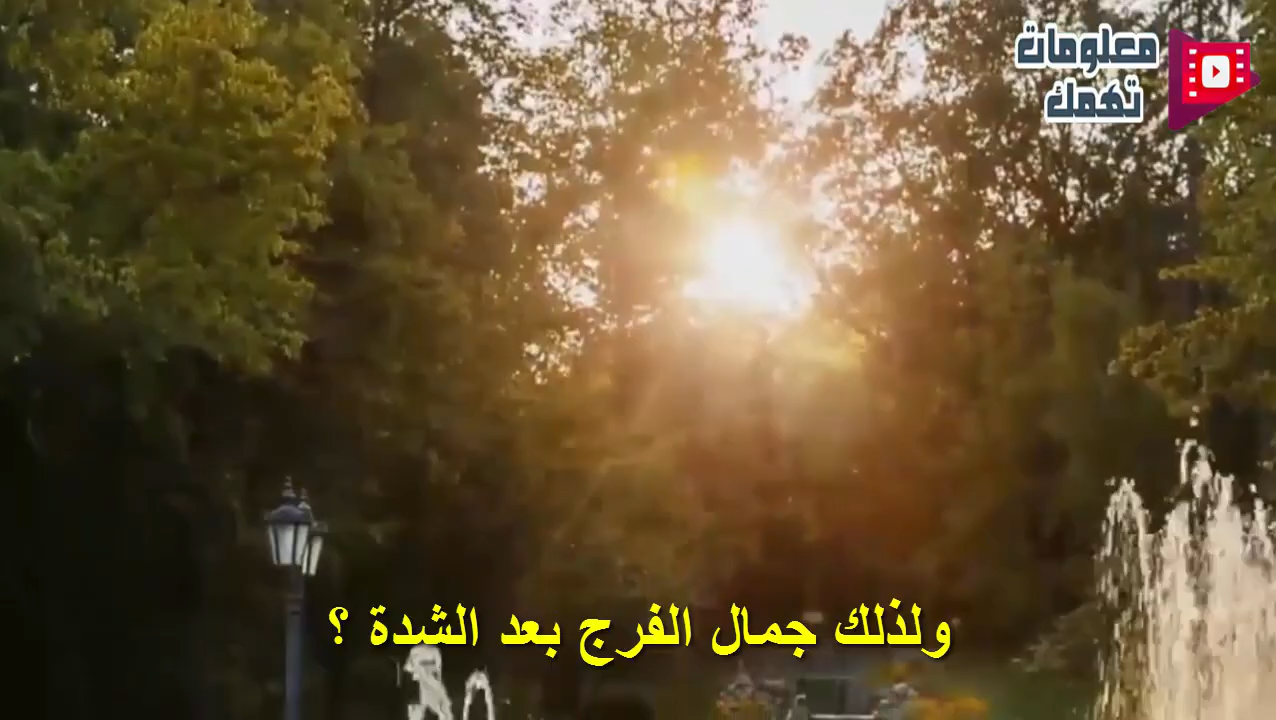 معلومات
تهمك
ولذلك جمال الفرج بعد الشدة ؟